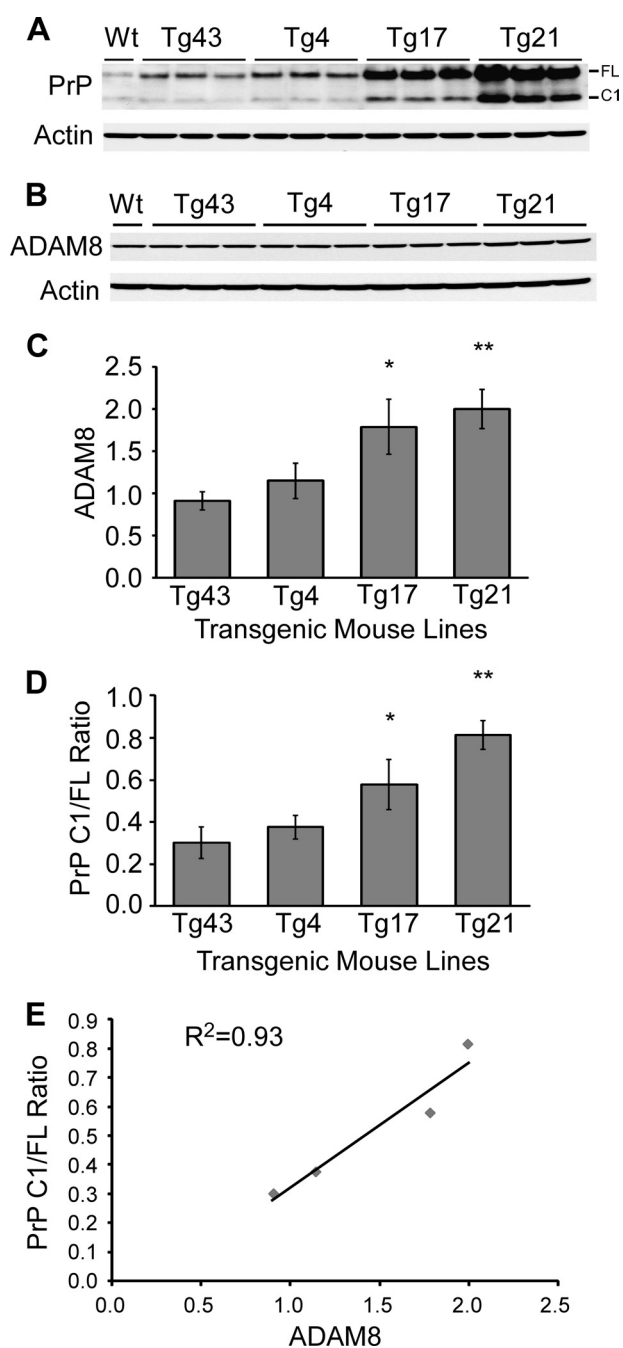 A
Wt Tg43 Tg4 Tg17 Tg21
PrP
FL
C1
Actin
B
Wt Tg43 Tg4 Tg17 Tg21
ADAM8
Actin
C
ADAM8
2.5
2.0
1.5
1.0
0.5
0.0
* **
Tg43 Tg4 Tg17 Tg21
Transgenic Mouse Lines
D
PrP C1/FL Ratio
1.0
0.8
0.6
0.4
0.2
0.0
* **
Tg43 Tg4 Tg17 Tg21
Transgenic Mouse Lines
E
PrP C1/FL Ratio
0.9
0.8
0.7
0.6
0.5
0.4
0.3
0.2
0.1
0.0
R²=0.93
0.0 0.5 1.0 1.5 2.0 2.5
ADAM8